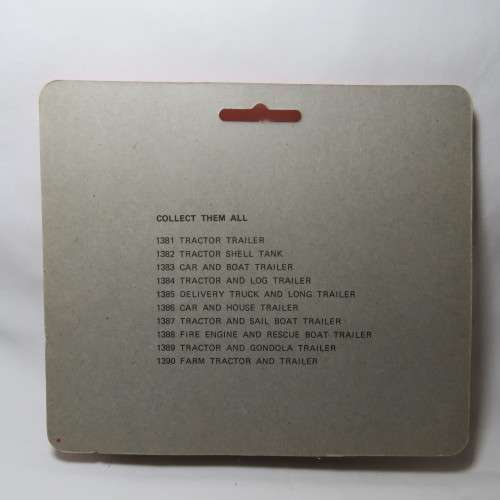 COLLECT THEM ALL
1381 TRACTOR TRAILER
1382 TRACTOR SHELL TANK
1383 CAR AND BOAT TRAILER
1384 TRACTOR AND LOG TRAILER
1385 DELIVERY TRUCK AND LONG TRAILER
1386 CAR AND HOUSE TRAILER
1387 TRACTOR AND SAIL BOAT TRAILER
1388 FIRE ENGINE AND RESCUE BOAT TRAILER
1389 TRACTOR AND GONDOLA TRAILER
1390 FARM TRACTOR AND TRAILER